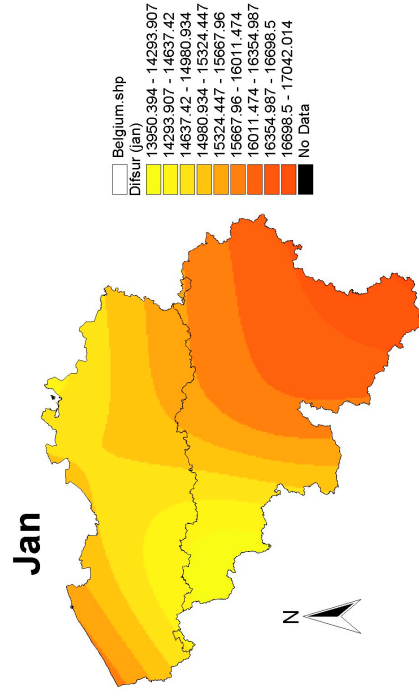 Jan
Belgium.shp
Difsur (jan)
13950.394 - 14293.907
14293.907 - 14637.42
14637.42 - 14980.934
14980.934 - 15324.447
15324.447 - 15667.96
15667.96 - 16011.474
16011.474 - 16354.987
16354.987 - 16698.5
16698.5 - 17042.014
No Data
N